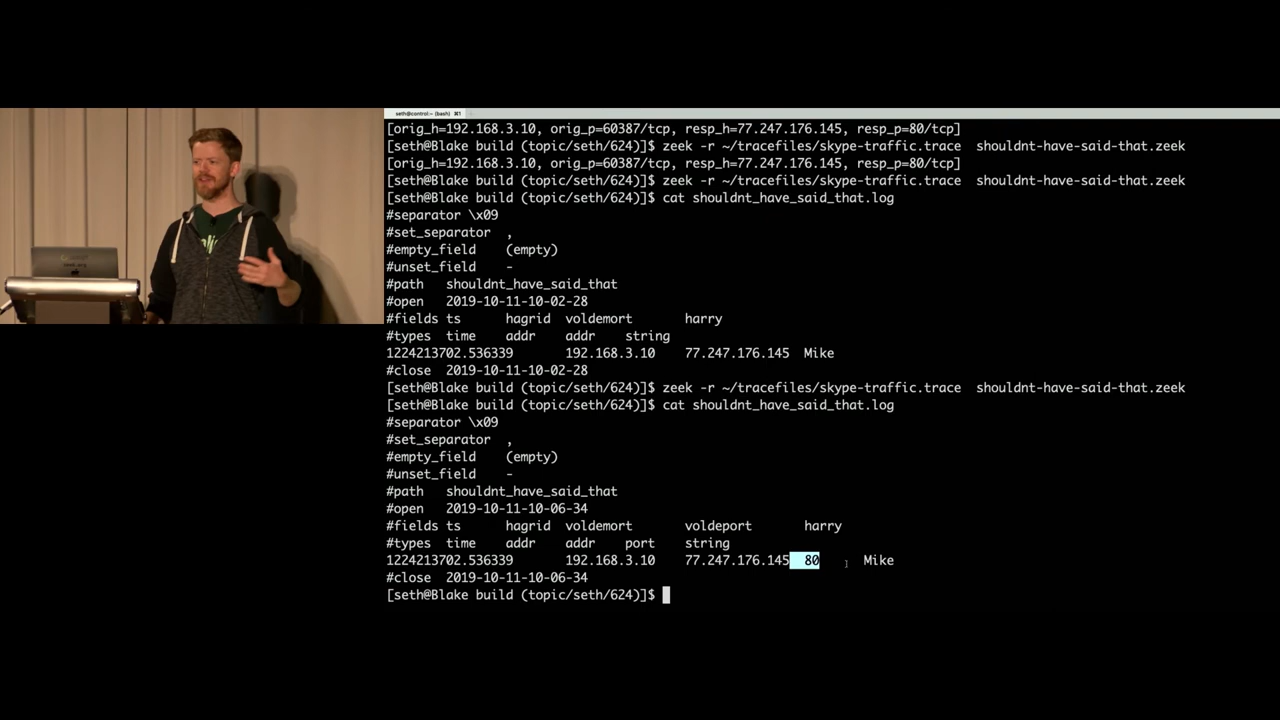 seth@control:~ (bash) ⌘1
[orig_h=192.168.3.10, orig_p=60387/tcp, resp_h=77.247.176.145, resp_p=80/tcp]
[seth@Blake build (topic/seth/624)]$ zeek -r ~/tracefiles/skype-traffic.trace  shouldnt-have-said-that.zeek
[orig_h=192.168.3.10, orig_p=60387/tcp, resp_h=77.247.176.145, resp_p=80/tcp]
[seth@Blake build (topic/seth/624)]$ zeek -r ~/tracefiles/skype-traffic.trace  shouldnt-have-said-that.zeek
[seth@Blake build (topic/seth/624)]$ cat shouldnt_have_said_that.log
#separator \x09
#set_separator  ,
#empty_field    (empty)
#unset_field    -
#path   shouldnt_have_said_that
#open   2019-10-11-10-02-28
#fields ts      hagrid  voldemort       harry
#types  time    addr    addr    string
1224213702.536339       192.168.3.10    77.247.176.145  Mike
#close  2019-10-11-10-02-28
[seth@Blake build (topic/seth/624)]$ zeek -r ~/tracefiles/skype-traffic.trace  shouldnt-have-said-that.zeek
[seth@Blake build (topic/seth/624)]$ cat shouldnt_have_said_that.log
#separator \x09
#set_separator  ,
#empty_field    (empty)
#unset_field    -
#path   shouldnt_have_said_that
#open   2019-10-11-10-06-34
#fields ts      hagrid  voldemort       voldeport       harry
#types  time    addr    addr    port    string
1224213702.536339       192.168.3.10    77.247.176.145  80      Mike
#close  2019-10-11-10-06-34
[seth@Blake build (topic/seth/624)]$